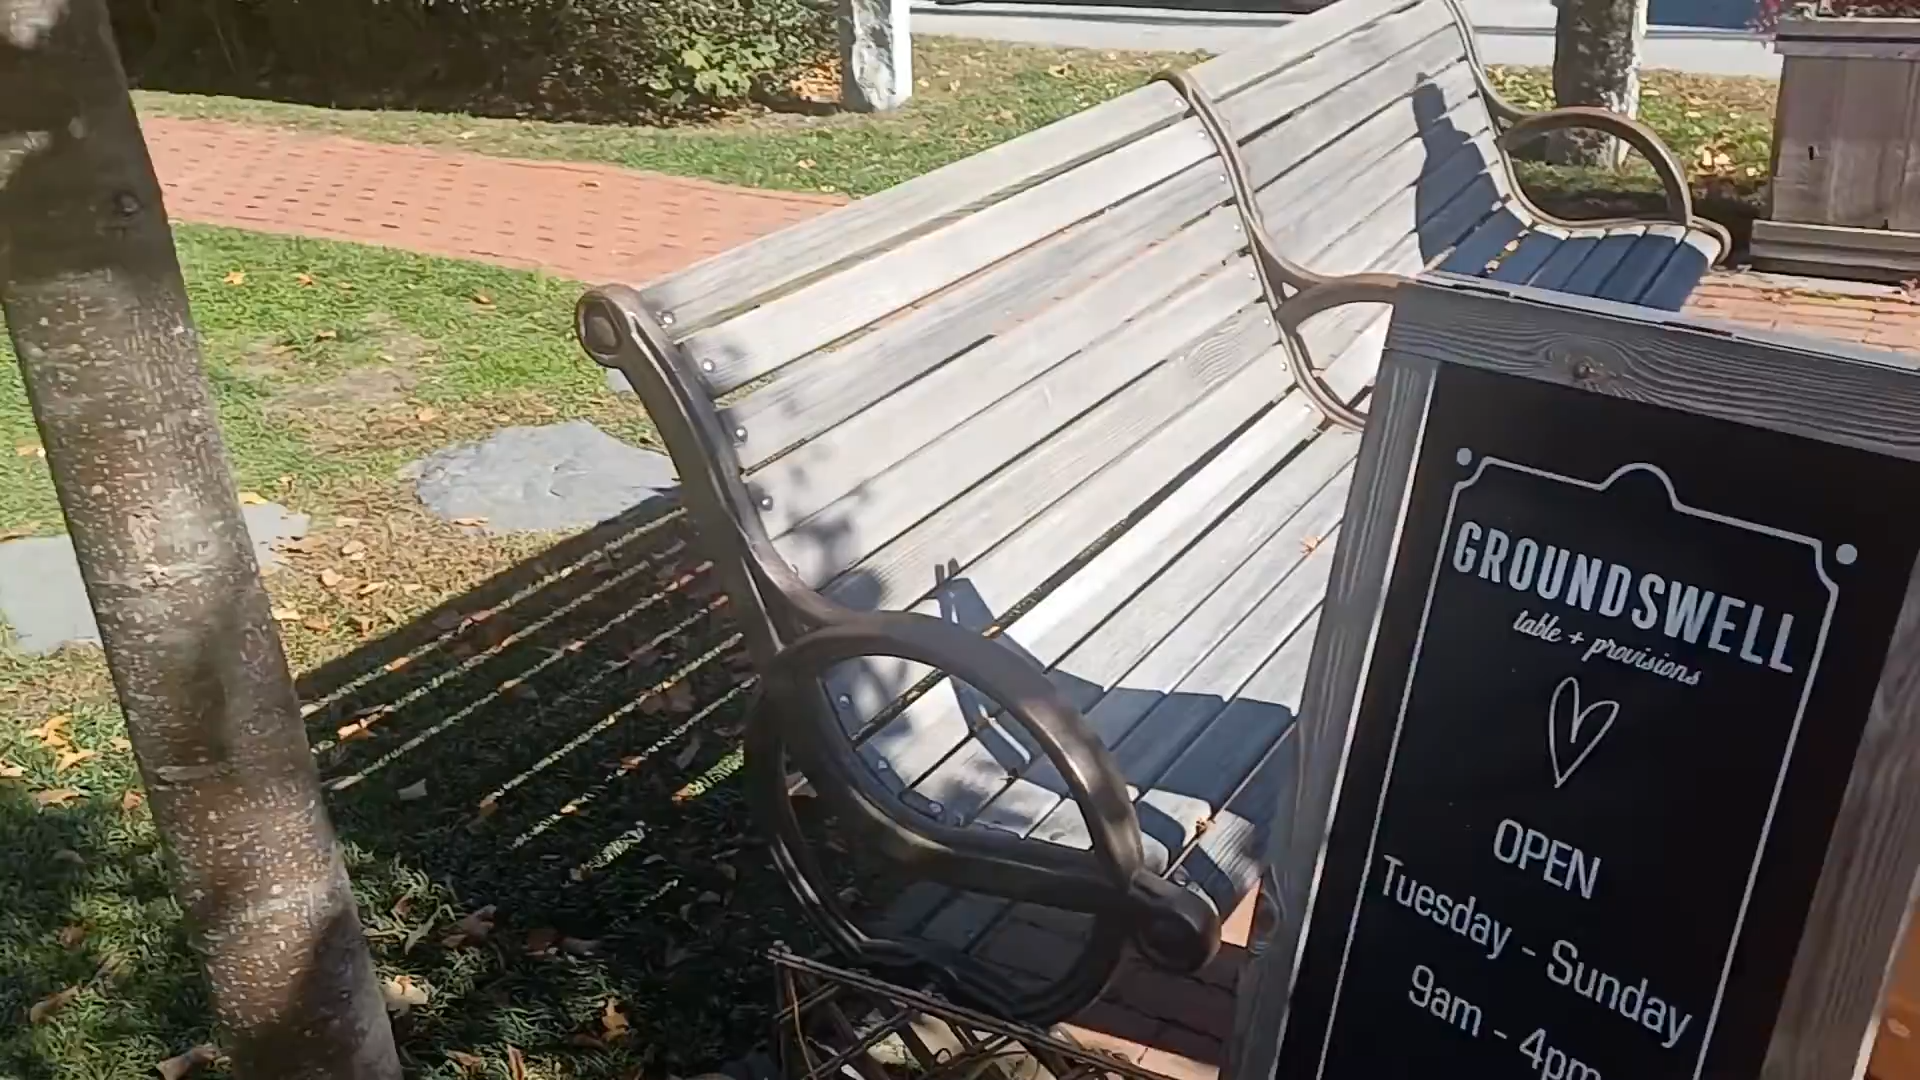 GROUNDSWELL
table + provisions
OPEN
Tuesday - Sunday
9am - 4pm